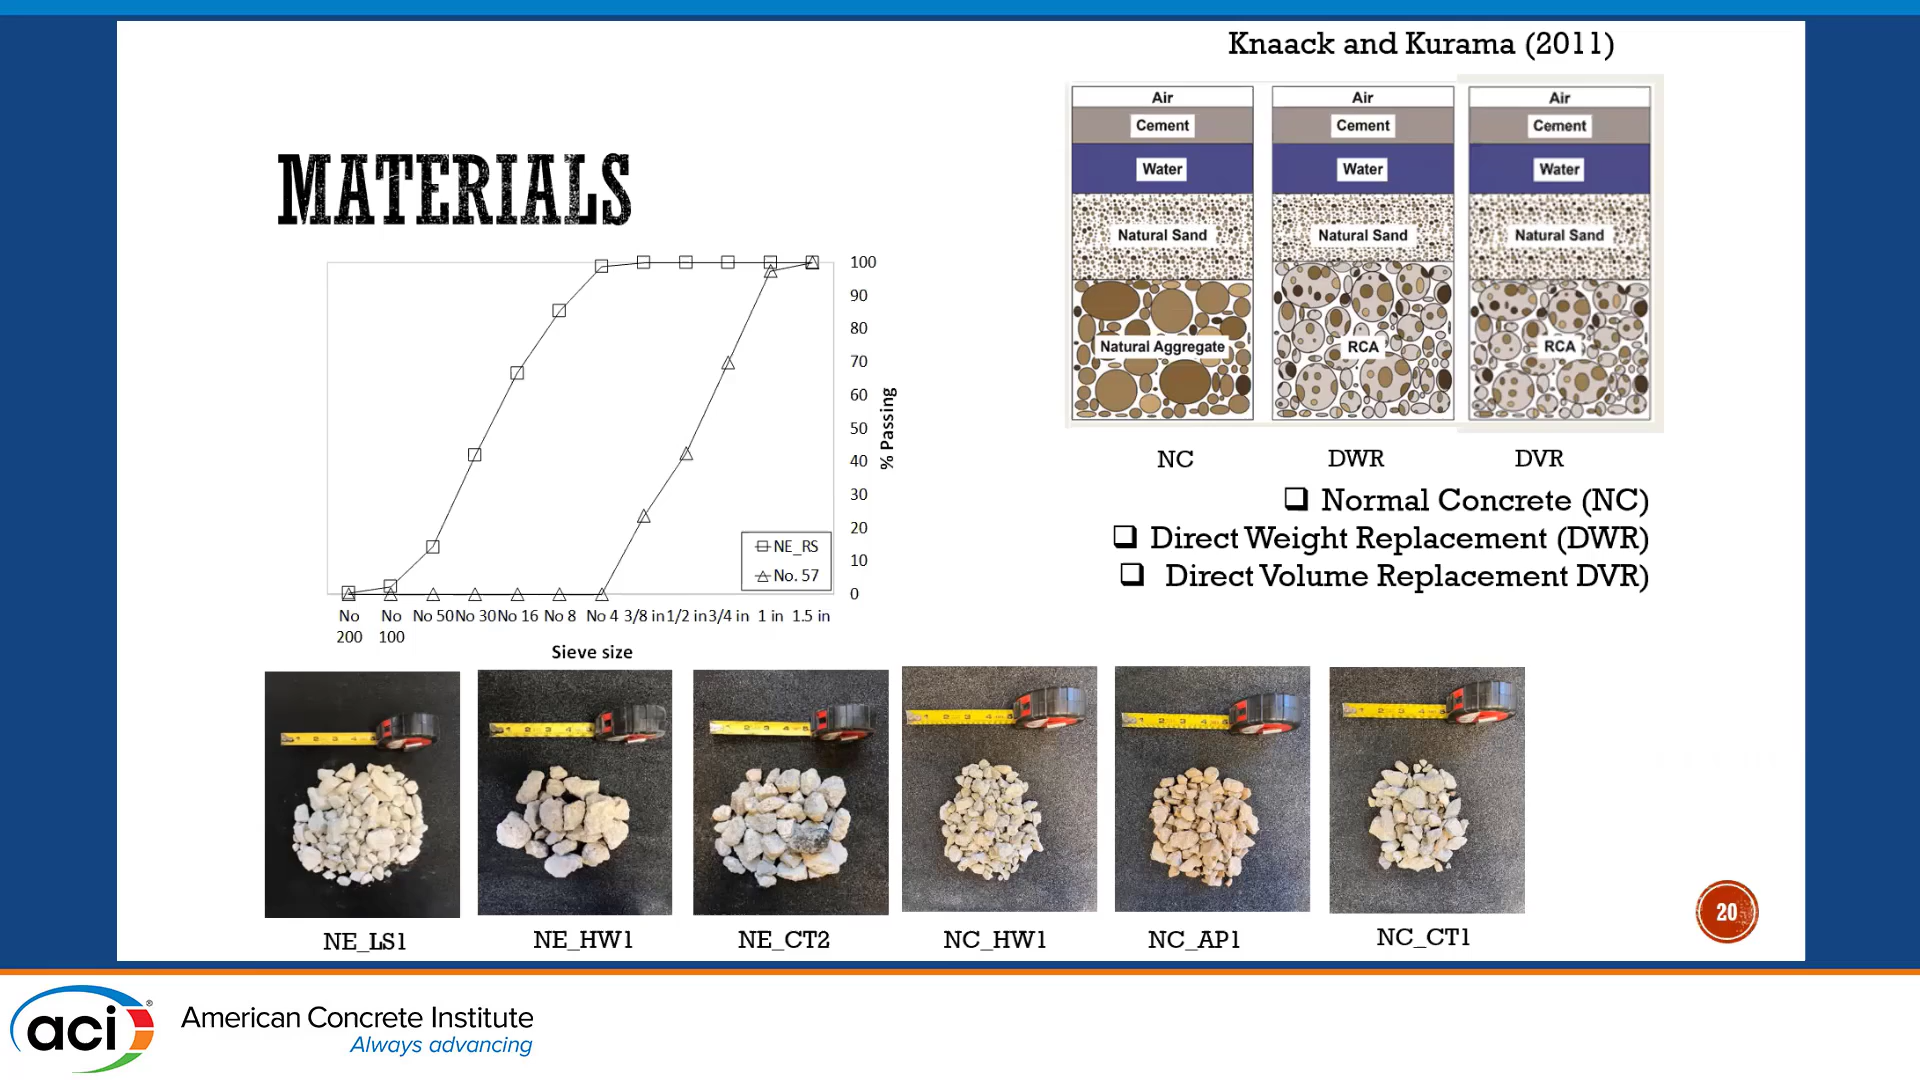 Knaack and Kurama (2011)
MATERIALS
Air
Cement
Water
Natural Sand
Natural Aggregate
Air
Cement
Water
Natural Sand
RCA
Air
Cement
Water
Natural Sand
RCA
NC
DWR
DVR
❑ Normal Concrete (NC)
❑ Direct Weight Replacement (DWR)
❑ Direct Volume Replacement DVR)
100
90
80
70
60
50
40
30
20
10
0
% Passing
NE_RS
No. 57
No 200
No 100
No 50
No 30
No 16
No 8
No 4
3/8 in
1/2 in
3/4 in
1 in
1.5 in
Sieve size
NE_LS1
NE_HW1
NE_CT2
NC_HW1
NC_AP1
NC_CT1
20
aci®
American Concrete Institute
Always advancing